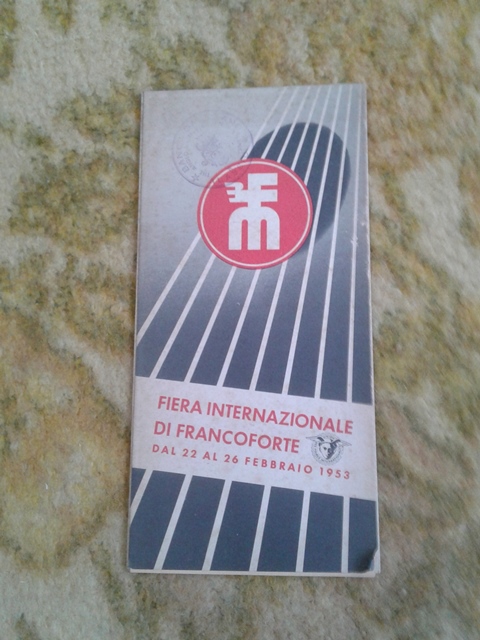 FIERA INTERNAZIONALE
DI FRANCOFORTE
DAL 22 AL 26 FEBBRAIO 1953